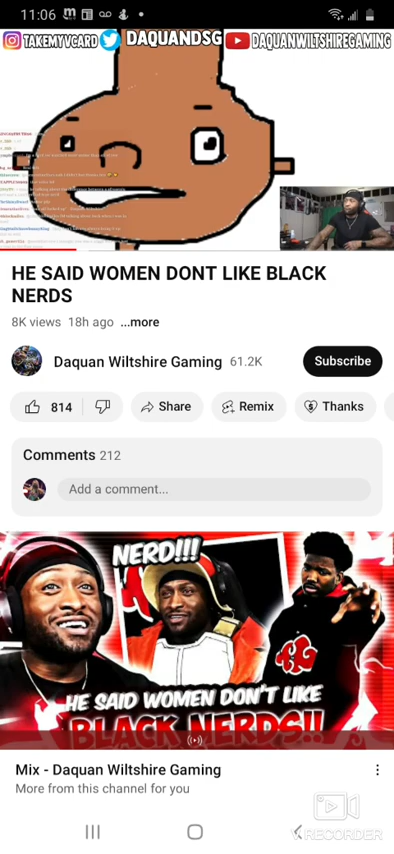 11:06
TAKEMYVCARD DAQUANDSG DAQUANWILTSHIREGAMING
HE SAID WOMEN DONT LIKE BLACK
NERDS
8K views 18h ago ...more
Daquan Wiltshire Gaming 61.2K Subscribe
814 Share Remix Thanks
Comments 212
Add a comment...
NERD!!!
HE SAID WOMEN DON'T LIKE
BLACK NERDS!!
Mix - Daquan Wiltshire Gaming
More from this channel for you
V RECORDER